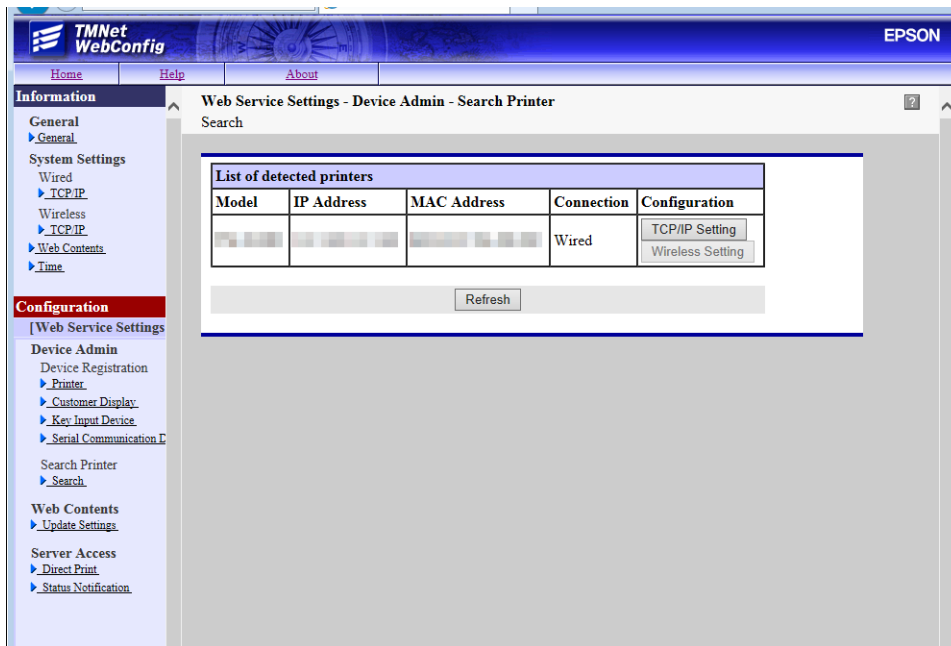 TMNet
WebConfig
EPSON
Home Help About
Information
General
General
System Settings
Wired
TCP/IP
Wireless
TCP/IP
Web Contents
Time
Configuration
[Web Service Settings
Device Admin
Device Registration
Printer
Customer Display
Key Input Device
Serial Communication D
Search Printer
Search
Web Contents
Update Settings
Server Access
Direct Print
Status Notification
Web Service Settings - Device Admin - Search Printer
?
Search
List of detected printers
Model IP Address MAC Address Connection Configuration
Wired
TCP/IP Setting
Wireless Setting
Refresh